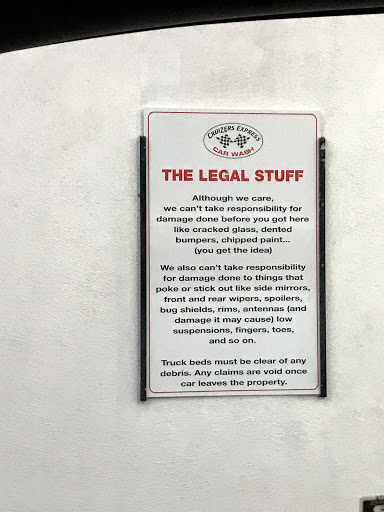 CRUIZERS EXPRESS
CAR WASH
THE LEGAL STUFF
Although we care,
we can't take responsibility for
damage done before you got here
like cracked glass, dented
bumpers, chipped paint...
(you get the idea)
We also can't take responsibility
for damage done to things that
poke or stick out like side mirrors,
front and rear wipers, spoilers,
bug shields, rims, antennas (and
damage it may cause) low
suspensions, fingers, toes,
and so on.
Truck beds must be clear of any
debris. Any claims are void once
car leaves the property.